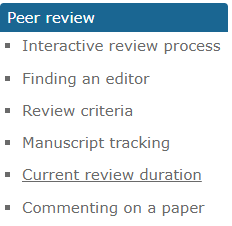 Peer review
Interactive review process
Finding an editor
Review criteria
Manuscript tracking
Current review duration
Commenting on a paper